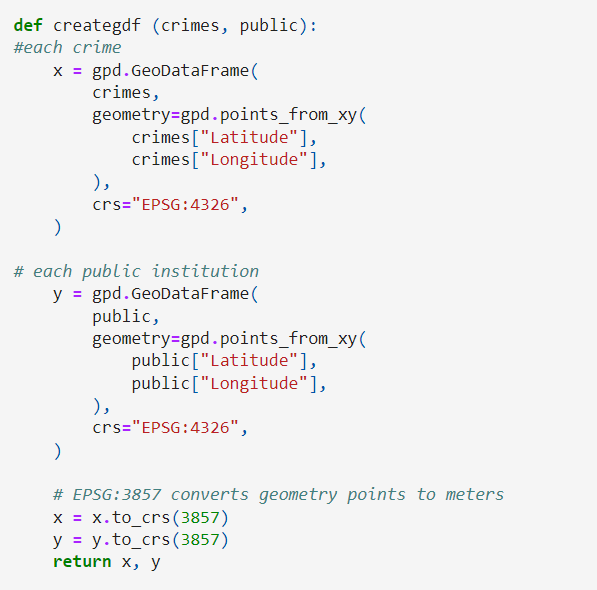 def creategdf (crimes, public):
#each crime
    x = gpd.GeoDataFrame(
        crimes,
        geometry=gpd.points_from_xy(
            crimes["Latitude"],
            crimes["Longitude"],
        ),
        crs="EPSG:4326",
    )

# each public institution
    y = gpd.GeoDataFrame(
        public,
        geometry=gpd.points_from_xy(
            public["Latitude"],
            public["Longitude"],
        ),
        crs="EPSG:4326",
    )

    # EPSG:3857 converts geometry points to meters
    x = x.to_crs(3857)
    y = y.to_crs(3857)
    return x, y